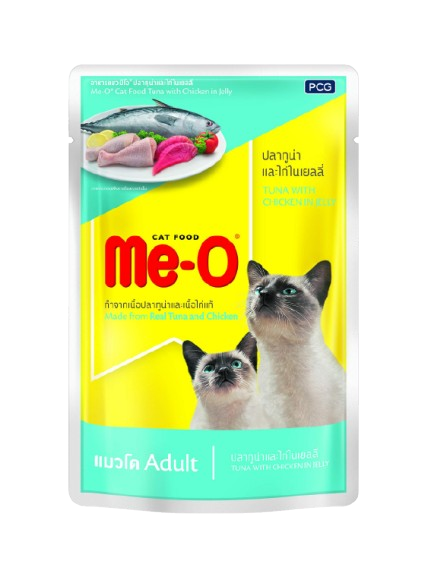 อาหารแมวมีโอ® ปลาทูน่าและไก่ในเยลลี่
Me-O® Cat Food Tuna with Chicken in Jelly
PCG
ปลาทูน่า
และไก่ในเยลลี่
TUNA WITH
CHICKEN IN JELLY
CAT FOOD
Me-O®
ทำจากเนื้อปลาทูน่าและเนื้อไก่แท้
Made from Real Tuna and Chicken
แมวโต Adult
ปลาทูน่าและไก่ในเยลลี่
TUNA WITH CHICKEN IN JELLY